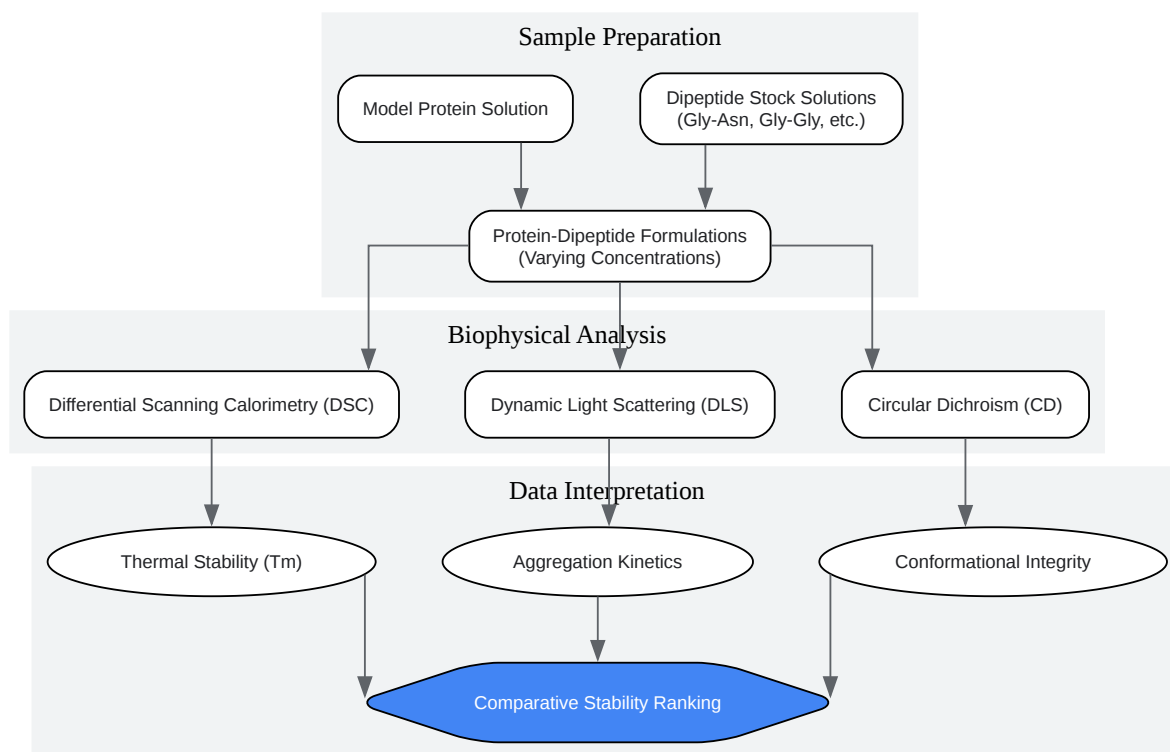 Sample Preparation
Model Protein Solution
Dipeptide Stock Solutions
(Gly-Asn, Gly-Gly, etc.)
Protein-Dipeptide Formulations
(Varying Concentrations)
Biophysical Analysis
Differential Scanning Calorimetry (DSC)
Dynamic Light Scattering (DLS)
Circular Dichroism (CD)
Data Interpretation
Thermal Stability (Tm)
Aggregation Kinetics
Conformational Integrity
Comparative Stability Ranking